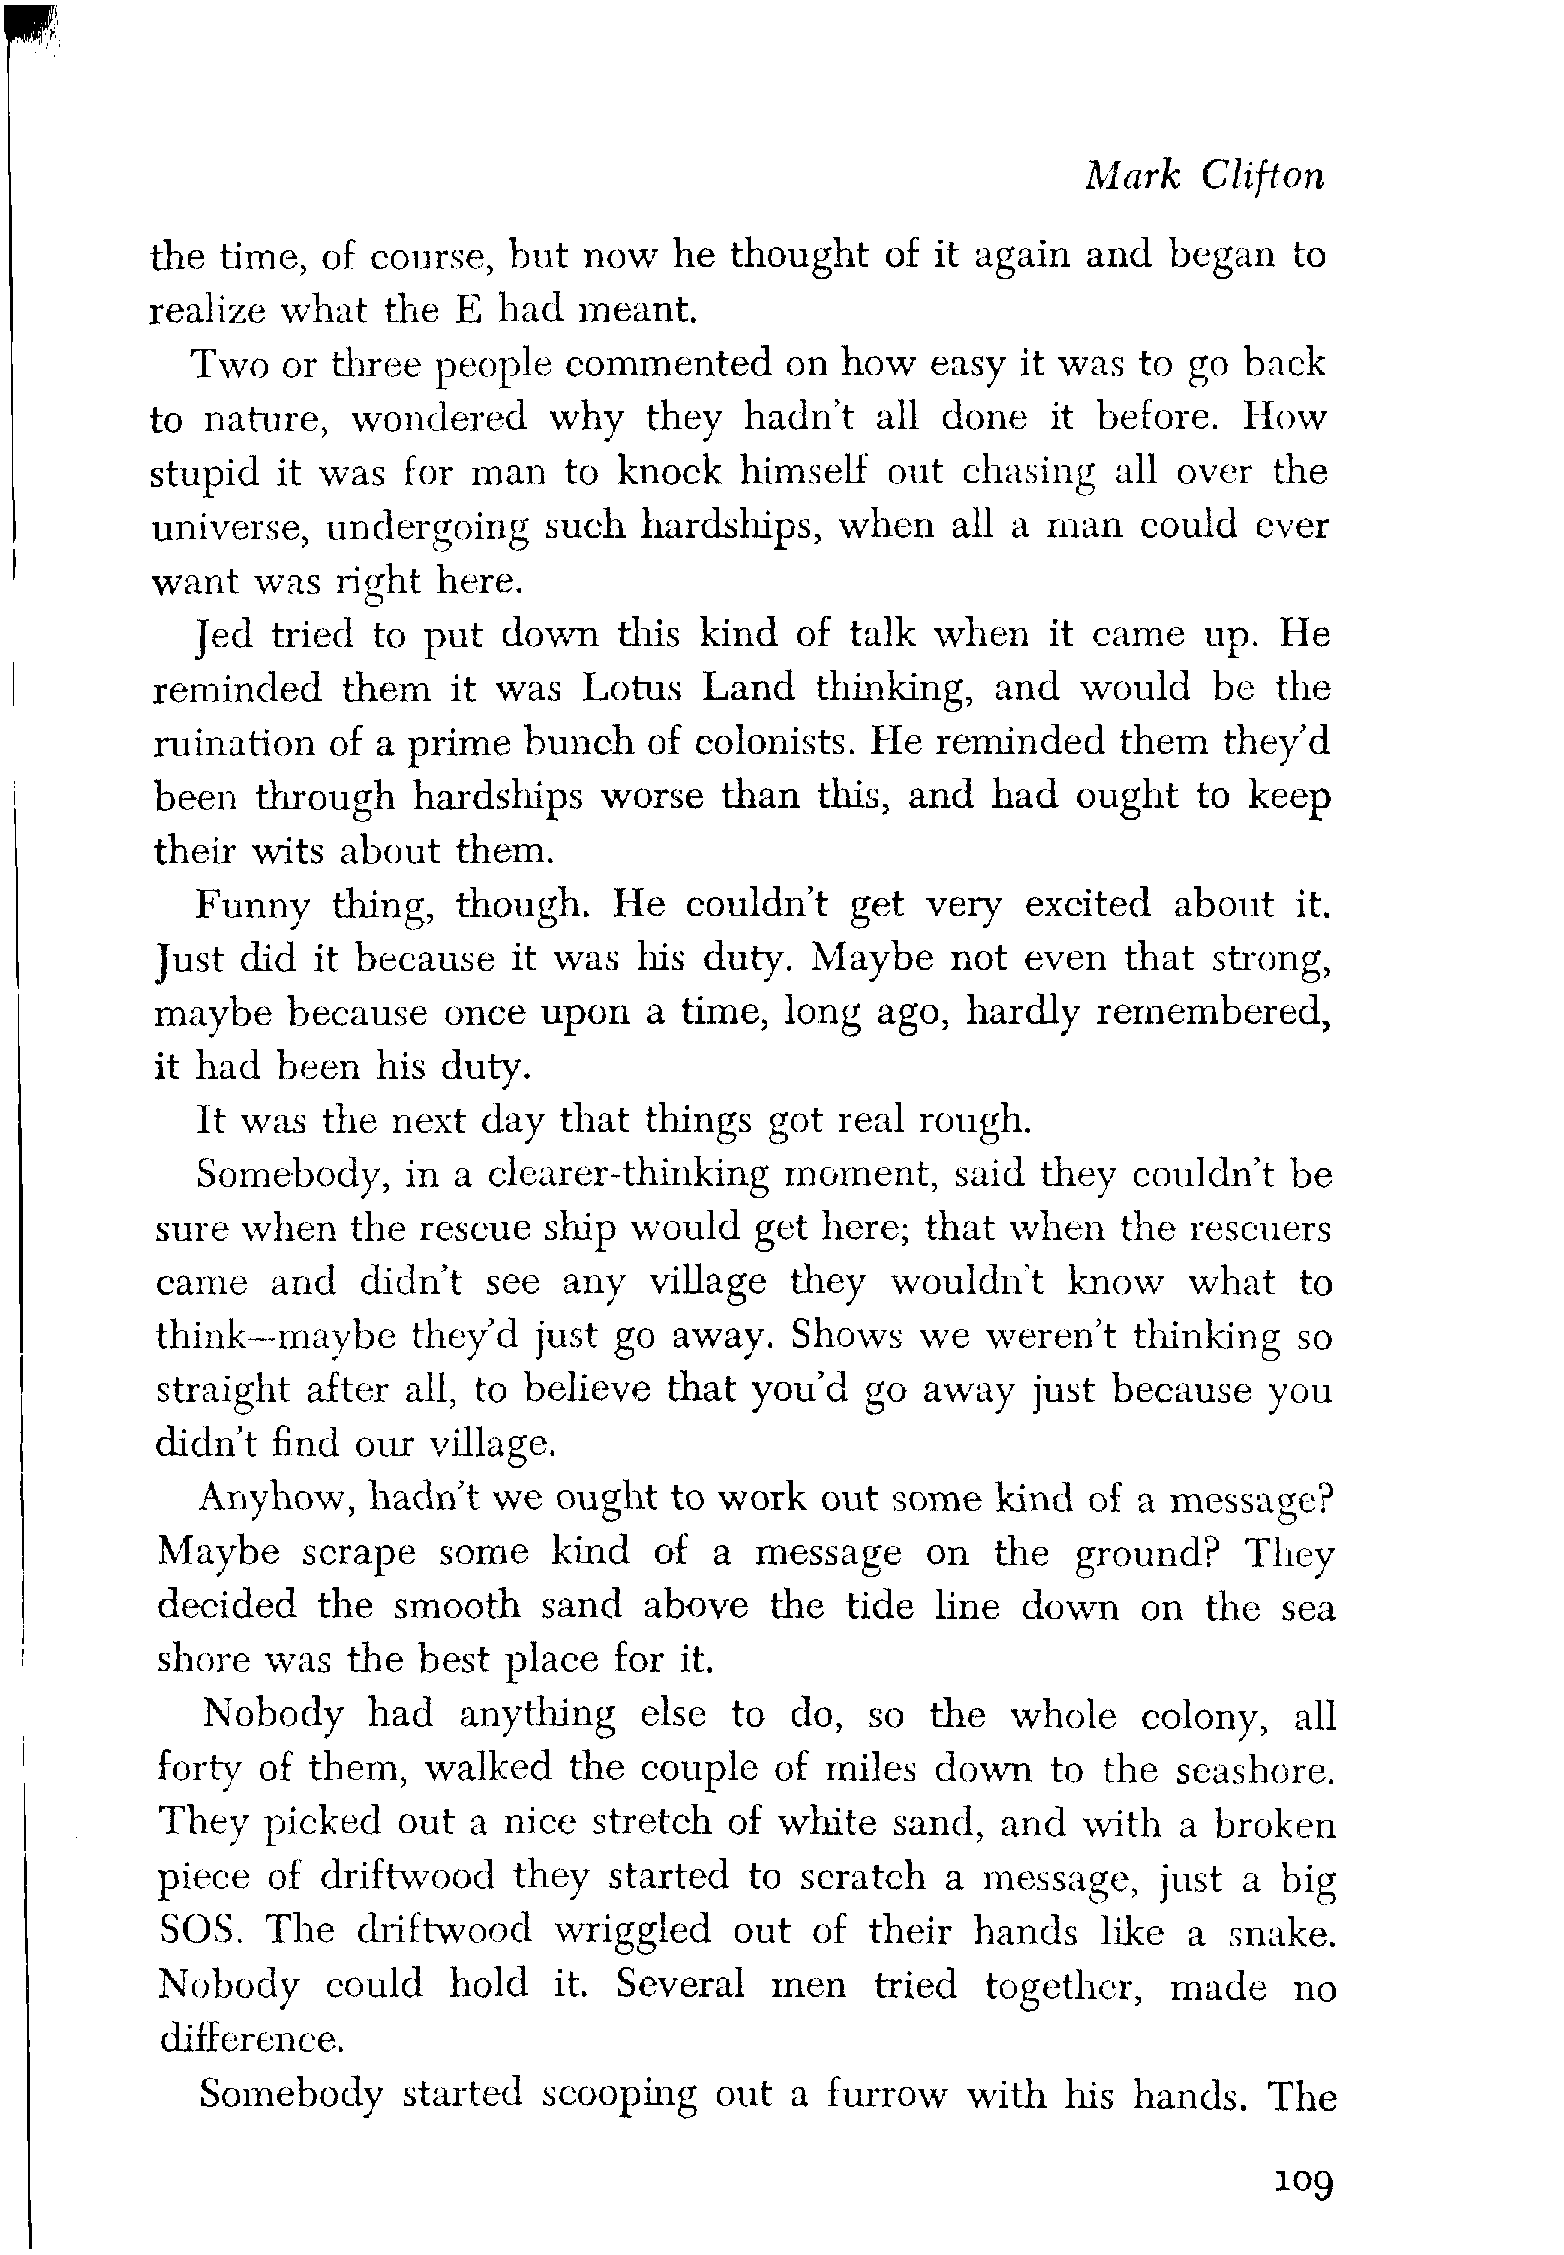 Mark Clifton
the time, of course, but now he thought of it again and began to
realize what the E had meant.
Two or three people commented on how easy it was to go back
to nature, wondered why they hadn't all done it before. How
stupid it was for man to knock himself out chasing all over the
universe, undergoing such hardships, when all a man could ever
want was right here.
Jed tried to put down this kind of talk when it came up. He
reminded them it was Lotus Land thinking, and would be the
ruination of a prime bunch of colonists. He reminded them they'd
been through hardships worse than this, and had ought to keep
their wits about them.
Funny thing, though. He couldn't get very excited about it.
Just did it because it was his duty. Maybe not even that strong,
maybe because once upon a time, long ago, hardly remembered,
it had been his duty.
It was the next day that things got real rough.
Somebody, in a clearer-thinking moment, said they couldn't be
sure when the rescue ship would get here; that when the rescuers
came and didn't see any village they wouldn't know what to
think—maybe they'd just go away. Shows we weren't thinking so
straight after all, to believe that you'd go away just because you
didn't find our village.
Anyhow, hadn't we ought to work out some kind of a message?
Maybe scrape some kind of a message on the ground? They
decided the smooth sand above the tide line down on the sea
shore was the best place for it.
Nobody had anything else to do, so the whole colony, all
forty of them, walked the couple of miles down to the seashore.
They picked out a nice stretch of white sand, and with a broken
piece of driftwood they started to scratch a message, just a big
SOS. The driftwood wriggled out of their hands like a snake.
Nobody could hold it. Several men tried together, made no
difference.
Somebody started scooping out a furrow with his hands. The
109